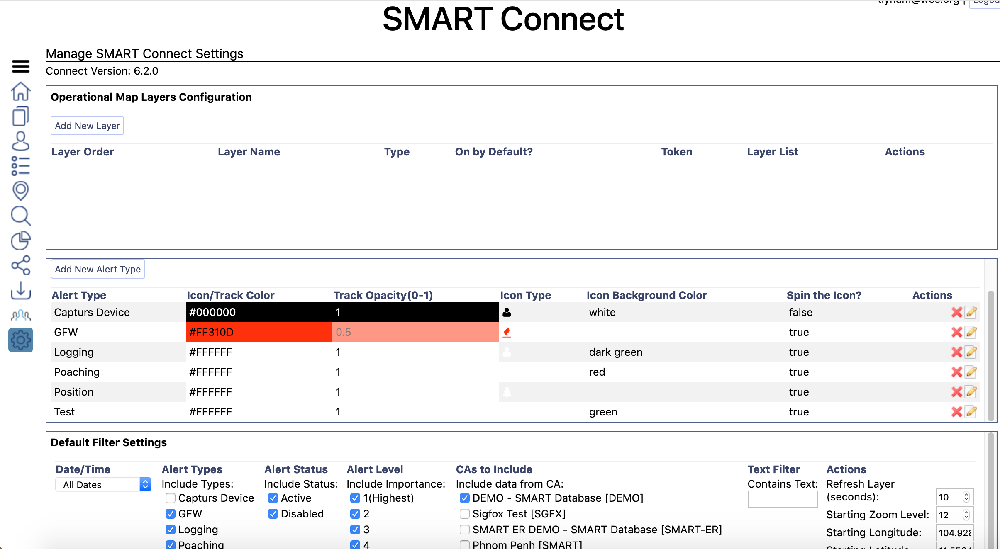 SMART Connect
Manage SMART Connect Settings
Connect Version: 6.2.0
Operational Map Layers Configuration
Add New Layer
Layer Order Layer Name Type On by Default? Token Layer List Actions
Add New Alert Type
Alert Type Icon/Track Color Track Opacity(0-1) Icon Type Icon Background Color Spin the Icon? Actions
Capturs Device #000000 1 white false
GFW #FF310D 0.5 true
Logging #FFFFFF 1 dark green true
Poaching #FFFFFF 1 red true
Position #FFFFFF 1 true
Test #FFFFFF 1 green true
Default Filter Settings
Date/Time Alert Types Alert Status Alert Level CAs to Include Text Filter Actions
All Dates Include Types: Include Status: Include Importance: Include data from CA: Contains Text: Refresh Layer
Capturs Device Active 1(Highest) DEMO - SMART Database [DEMO] (seconds): 10
GFW Disabled 2 Sigfox Test [SGFX] Starting Zoom Level: 12
Logging 3 SMART ER DEMO - SMART Database [SMART-ER] Starting Longitude: 104.928
Poaching 4 Phnom Penh [SMART]